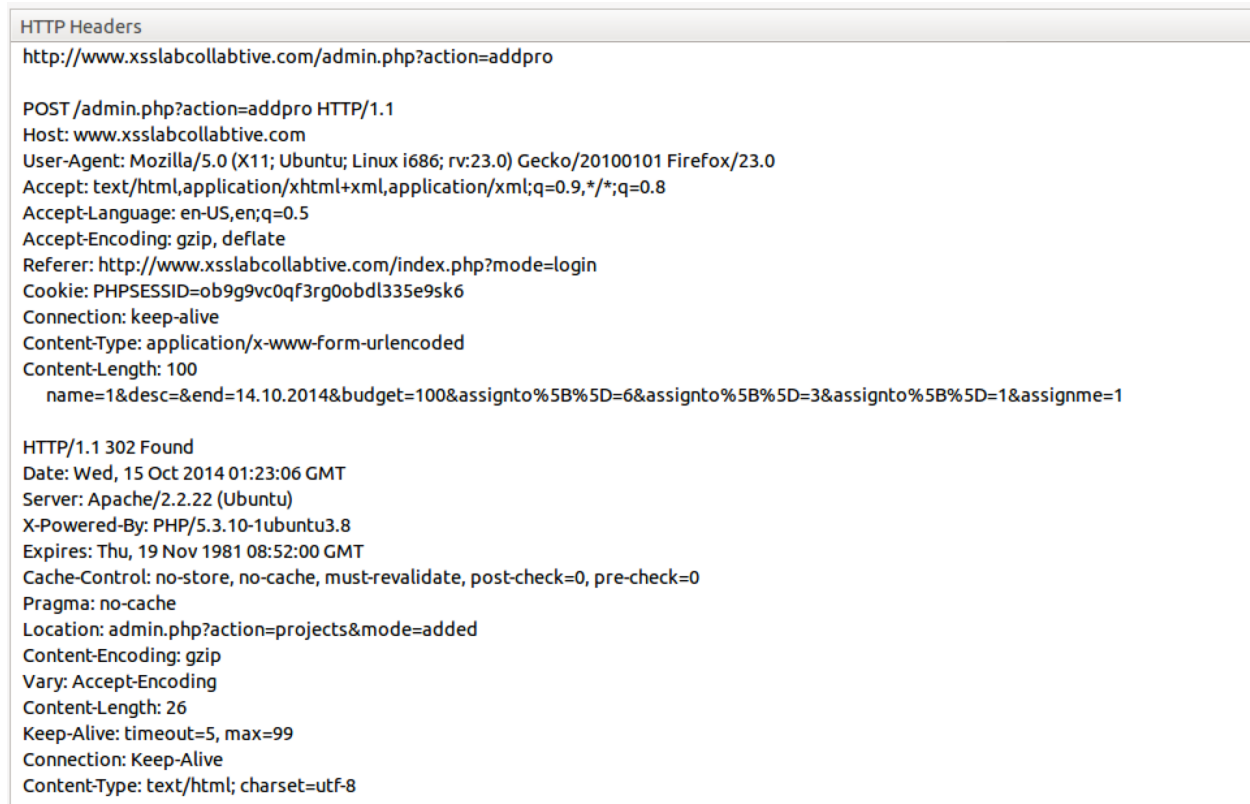 HTTP Headers
http://www.xsslabcollabtive.com/admin.php?action=addpro
POST /admin.php?action=addpro HTTP/1.1
Host: www.xsslabcollabtive.com
User-Agent: Mozilla/5.0 (X11; Ubuntu; Linux i686; rv:23.0) Gecko/20100101 Firefox/23.0
Accept: text/html,application/xhtml+xml,application/xml;q=0.9,*/*;q=0.8
Accept-Language: en-US,en;q=0.5
Accept-Encoding: gzip, deflate
Referer: http://www.xsslabcollabtive.com/index.php?mode=login
Cookie: PHPSESSID=ob9g9vc0qf3rg0obdl335e9sk6
Connection: keep-alive
Content-Type: application/x-www-form-urlencoded
Content-Length: 100
name=1&desc=&end=14.10.2014&budget=100&assignto%5B%5D=6&assignto%5B%5D=3&assignto%5B%5D=1&assignme=1
HTTP/1.1 302 Found
Date: Wed, 15 Oct 2014 01:23:06 GMT
Server: Apache/2.2.22 (Ubuntu)
X-Powered-By: PHP/5.3.10-1ubuntu3.8
Expires: Thu, 19 Nov 1981 08:52:00 GMT
Cache-Control: no-store, no-cache, must-revalidate, post-check=0, pre-check=0
Pragma: no-cache
Location: admin.php?action=projects&mode=added
Content-Encoding: gzip
Vary: Accept-Encoding
Content-Length: 26
Keep-Alive: timeout=5, max=99
Connection: Keep-Alive
Content-Type: text/html; charset=utf-8